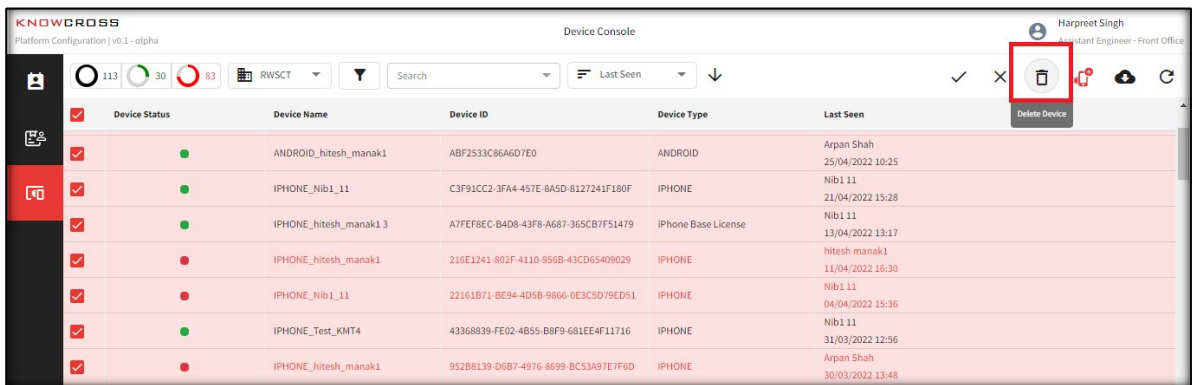 KNOWCROSS
Platform Configuration | v0.1 - alpha
Device Console
Harpreet Singh
Assistant Engineer - Front Office
113 30 83 RWSCT Search Last Seen
Delete Device
Device Status Device Name Device ID Device Type Last Seen
ANDROID_hitesh_manak1 ABF2533C86A6D7E0 ANDROID Arpan Shah
25/04/2022 10:25
IPHONE_Nib1_11 C3F91CC2-3FA4-457E-8A5D-8127241F180F IPHONE Nib1 11
21/04/2022 15:28
IPHONE_hitesh_manak1 3 A7FEF8EC-B4D8-43F8-A687-365CB7F51479 iPhone Base License Nib1 11
13/04/2022 13:17
IPHONE_hitesh_manak1 216E1241-802F-4110-956B-43CD65409029 IPHONE hitesh manak1
11/04/2022 16:30
IPHONE_Nib1_11 22161B71-BE94-4D5B-9866-0E3C5D79ED51 IPHONE Nib1 11
04/04/2022 15:36
IPHONE_Test_KMT4 43368839-FE02-4B55-B8F9-681EE4F11716 IPHONE Nib1 11
31/03/2022 12:56
IPHONE_hitesh_manak1 952B8139-D6B7-4976-8699-BC53A97E7F6D IPHONE Arpan Shah
30/03/2022 13:48